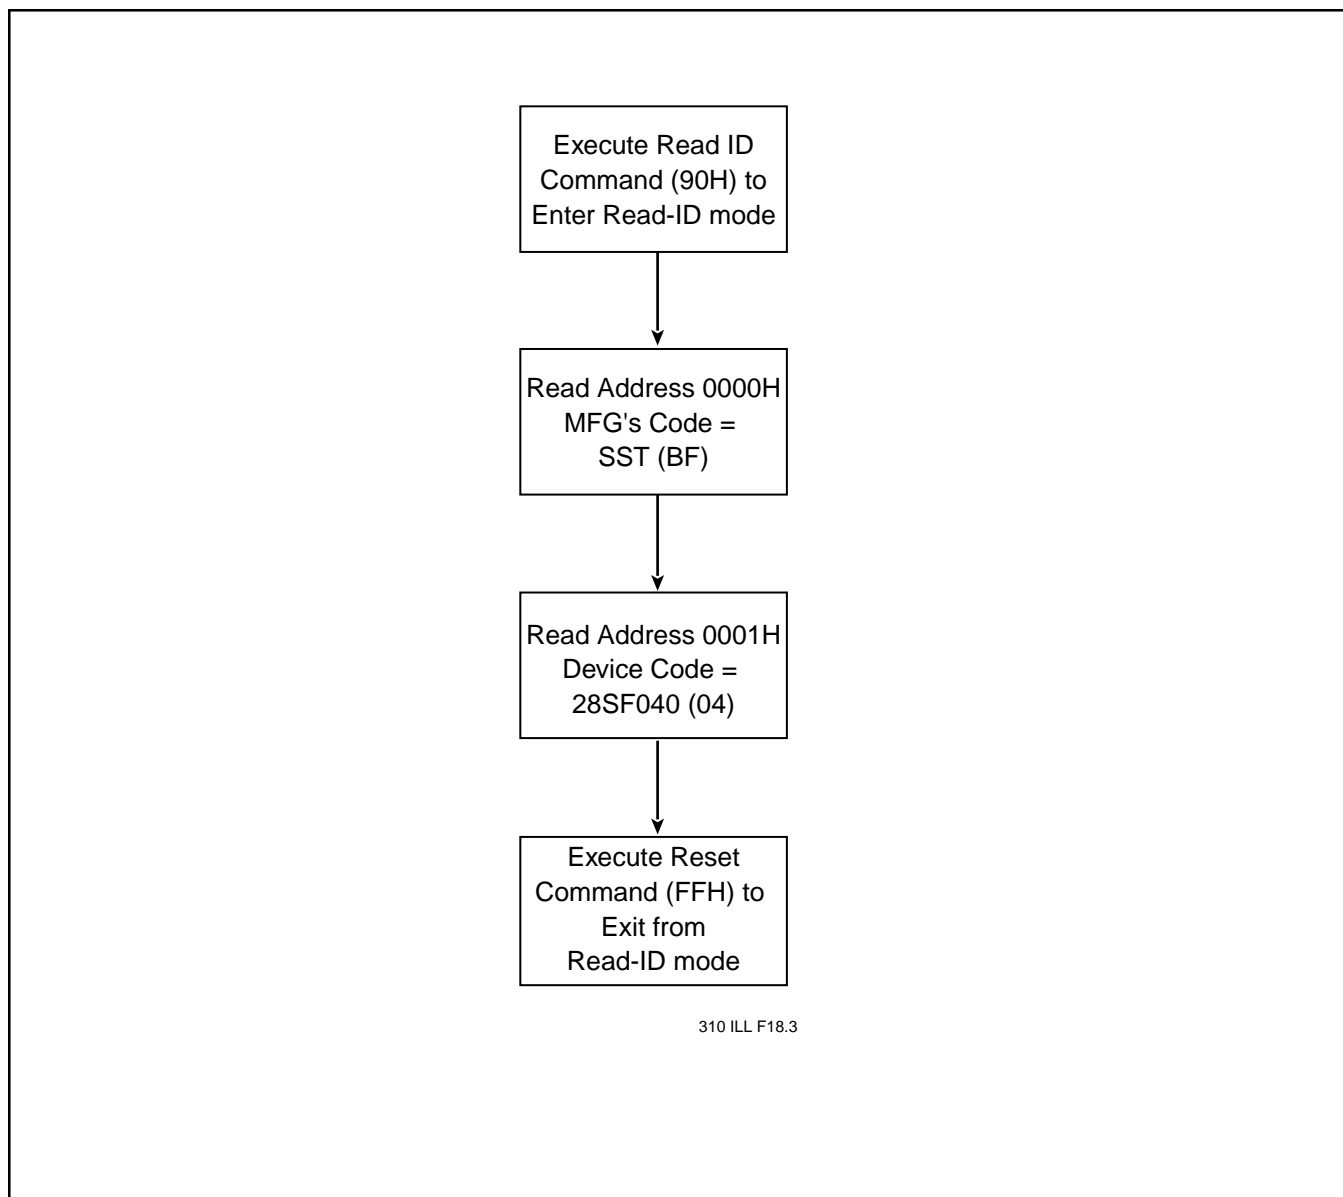 Execute Read ID
Command (90H) to
Enter Read-ID mode
Read Address 0000H
MFG's Code =
SST (BF)
Read Address 0001H
Device Code =
28SF040 (04)
Execute Reset
Command (FFH) to
Exit from
Read-ID mode
310 ILL F18.3